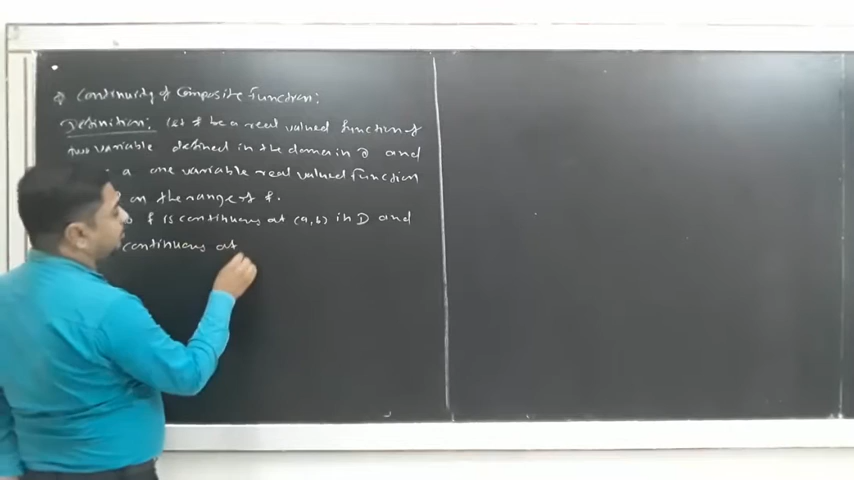 Continuity of Composite Function:
Definition: let f be a real valued function of
two variable defined in the domain D and
a one variable real valued function
on the range of f.
f is continuous at (a,b) in D and
continuous at